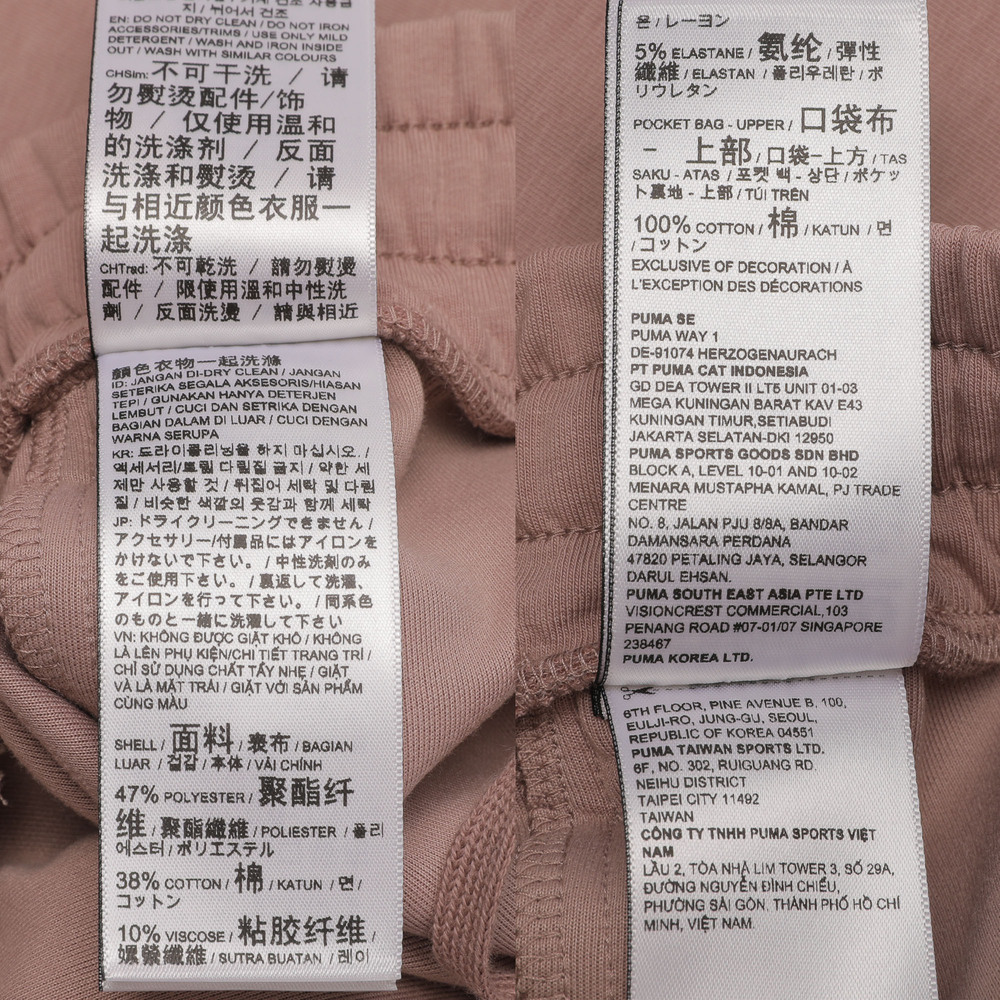 지 / 뉘어서 건조
EN: DO NOT DRY CLEAN / DO NOT IRON
ACCESSORIES/TRIMS / USE ONLY MILD
DETERGENT / WASH AND IRON INSIDE
OUT / WASH WITH SIMILAR COLOURS
CHSim: 不可干洗 / 请
勿熨烫配件/饰
物 / 仅使用温和
的洗涤剂 / 反面
洗涤和熨烫 / 请
与相近颜色衣服一
起洗涤
CHTrad: 不可乾洗 / 請勿熨燙
配件 / 限使用溫和中性洗
劑 / 反面洗燙 / 請與相近
顏色衣物一起洗滌
ID: JANGAN DI-DRY CLEAN / JANGAN
SETERIKA SEGALA AKSESORIS/HIASAN
TEPI / GUNAKAN HANYA DETERJEN
LEMBUT / CUCI DAN SETRIKA DENGAN
BAGIAN DALAM DI LUAR / CUCI DENGAN
WARNA SERUPA
KR: 드라이클리닝을 하지 마십시오. /
액세서리/트림 다림질 금지 / 약한 세
제만 사용할 것 / 뒤집어 세탁 및 다림
질 / 비슷한 색깔의 옷감과 함께 세탁
JP: ドライクリーニングできません /
アクセサリー/付属品にはアイロンを
かけないで下さい。 / 中性洗剤のみ
をご使用下さい。 / 裏返して洗濯、
アイロンを行って下さい。 / 同系色
のものと一緒に洗濯して下さい
VN: KHÔNG ĐƯỢC GIẶT KHÔ / KHÔNG
LÀ LÊN PHỤ KIỆN/CHI TIẾT TRANG TRÍ /
CHỈ SỬ DỤNG CHẤT TẨY NHẸ / GIẶT
VÀ LÀ MẶT TRÁI / GIẶT VỚI SẢN PHẨM
CÙNG MÀU
SHELL / 面料 / 表布 / BAGIAN
LUAR / 겉감 / 本体 / VẢI CHÍNH
47% POLYESTER / 聚酯纤
维 / 聚酯纖維 / POLIESTER / 폴리
에스터 / ポリエステル
38% COTTON / 棉 / KATUN / 면 /
コットン
10% VISCOSE / 粘胶纤维 /
嫘縈纖維 / SUTRA BUATAN / 레이
온 / レーヨン
5% ELASTANE / 氨纶 / 彈性
纖維 / ELASTAN / 폴리우레탄 / ポ
リウレタン
POCKET BAG - UPPER / 口袋布
- 上部 / 口袋-上方 / TAS
SAKU - ATAS / 포켓 백 - 상단 / ポケッ
ト裏地 - 上部 / TÚI TRÊN
100% COTTON / 棉 / KATUN / 면
/ コットン
EXCLUSIVE OF DECORATION / À
L'EXCEPTION DES DÉCORATIONS
PUMA SE
PUMA WAY 1
DE-91074 HERZOGENAURACH
PT PUMA CAT INDONESIA
GD DEA TOWER II LT6 UNIT 01-03
MEGA KUNINGAN BARAT KAV E43
KUNINGAN TIMUR,SETIABUDI
JAKARTA SELATAN-DKI 12950
PUMA SPORTS GOODS SDN BHD
BLOCK A, LEVEL 10-01 AND 10-02
MENARA MUSTAPHA KAMAL, PJ TRADE
CENTRE
NO. 8, JALAN PJU 8/8A, BANDAR
DAMANSARA PERDANA
47820 PETALING JAYA, SELANGOR
DARUL EHSAN.
PUMA SOUTH EAST ASIA PTE LTD
VISIONCREST COMMERCIAL,103
PENANG ROAD #07-01/07 SINGAPORE
238467
PUMA KOREA LTD.
6TH FLOOR, PINE AVENUE B, 100,
EULJI-RO, JUNG-GU, SEOUL,
REPUBLIC OF KOREA 04551
PUMA TAIWAN SPORTS LTD.
6F, NO. 302, RUIGUANG RD.
NEIHU DISTRICT
TAIPEI CITY 11492
TAIWAN
CÔNG TY TNHH PUMA SPORTS VIỆT
NAM
LẦU 2, TÒA NHÀ LIM TOWER 3, SỐ 29A,
ĐƯỜNG NGUYỄN ĐÌNH CHIỂU,
PHƯỜNG SÀI GÒN, THÀNH PHỐ HỒ CHÍ
MINH, VIỆT NAM.